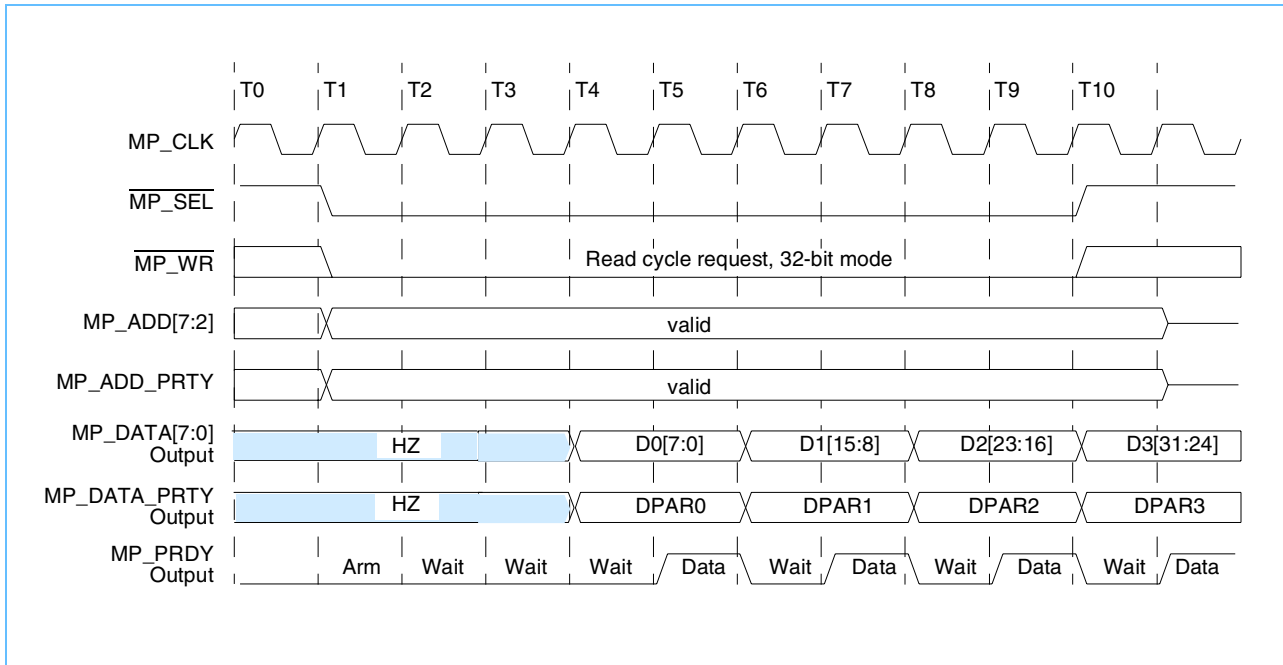 T0 T1 T2 T3 T4 T5 T6 T7 T8 T9 T10
MP_CLK
MP_SEL
MP_WR Read cycle request, 32-bit mode
MP_ADD[7:2] valid
MP_ADD_PRTY valid
MP_DATA[7:0]
Output HZ D0[7:0] D1[15:8] D2[23:16] D3[31:24]
MP_DATA_PRTY
Output HZ DPAR0 DPAR1 DPAR2 DPAR3
MP_PRDY
Output Arm Wait Wait Wait Data Wait Data Wait Data Wait Data